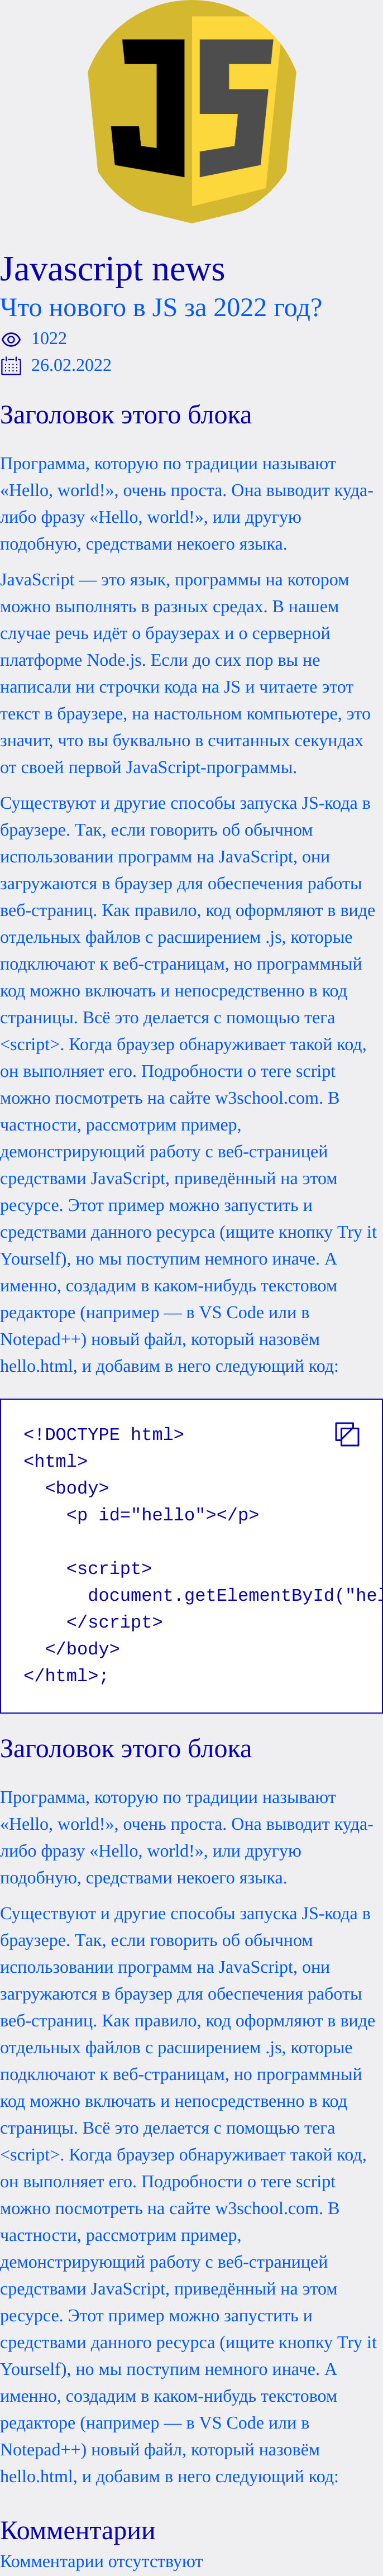 JS
Javascript news
Что нового в JS за 2022 год?
1022
26.02.2022
Заголовок этого блока
Программа, которую по традиции называют
«Hello, world!», очень проста. Она выводит куда-
либо фразу «Hello, world!», или другую
подобную, средствами некоего языка.
JavaScript — это язык, программы на котором
можно выполнять в разных средах. В нашем
случае речь идёт о браузерах и о серверной
платформе Node.js. Если до сих пор вы не
написали ни строчки кода на JS и читаете этот
текст в браузере, на настольном компьютере, это
значит, что вы буквально в считанных секундах
от своей первой JavaScript-программы.
Существуют и другие способы запуска JS-кода в
браузере. Так, если говорить об обычном
использовании программ на JavaScript, они
загружаются в браузер для обеспечения работы
веб-страниц. Как правило, код оформляют в виде
отдельных файлов с расширением .js, которые
подключают к веб-страницам, но программный
код можно включать и непосредственно в код
страницы. Всё это делается с помощью тега
<script>. Когда браузер обнаруживает такой код,
он выполняет его. Подробности о теге script
можно посмотреть на сайте w3school.com. В
частности, рассмотрим пример,
демонстрирующий работу с веб-страницей
средствами JavaScript, приведённый на этом
ресурсе. Этот пример можно запустить и
средствами данного ресурса (ищите кнопку Try it
Yourself), но мы поступим немного иначе. А
именно, создадим в каком-нибудь текстовом
редакторе (например — в VS Code или в
Notepad++) новый файл, который назовём
hello.html, и добавим в него следующий код:
<!DOCTYPE html>
<html>
<body>
<p id="hello"></p>
<script>
document.getElementById("hel
</script>
</body>
</html>;
Заголовок этого блока
Программа, которую по традиции называют
«Hello, world!», очень проста. Она выводит куда-
либо фразу «Hello, world!», или другую
подобную, средствами некоего языка.
Существуют и другие способы запуска JS-кода в
браузере. Так, если говорить об обычном
использовании программ на JavaScript, они
загружаются в браузер для обеспечения работы
веб-страниц. Как правило, код оформляют в виде
отдельных файлов с расширением .js, которые
подключают к веб-страницам, но программный
код можно включать и непосредственно в код
страницы. Всё это делается с помощью тега
<script>. Когда браузер обнаруживает такой код,
он выполняет его. Подробности о теге script
можно посмотреть на сайте w3school.com. В
частности, рассмотрим пример,
демонстрирующий работу с веб-страницей
средствами JavaScript, приведённый на этом
ресурсе. Этот пример можно запустить и
средствами данного ресурса (ищите кнопку Try it
Yourself), но мы поступим немного иначе. А
именно, создадим в каком-нибудь текстовом
редакторе (например — в VS Code или в
Notepad++) новый файл, который назовём
hello.html, и добавим в него следующий код:
Комментарии
Комментарии отсутствуют